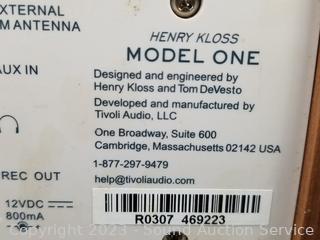 EXTERNAL
M ANTENNA
AUX IN
REC OUT
12VDC
800mA
HENRY KLOSS
MODEL ONE
Designed and engineered by
Henry Kloss and Tom DeVesto
Developed and manufactured by
Tivoli Audio, LLC
One Broadway, Suite 600
Cambridge, Massachusetts 02142 USA
1-877-297-9479
help@tivoliaudio.com
R0307 469223
Copyright 2023 - Sound Auction Service